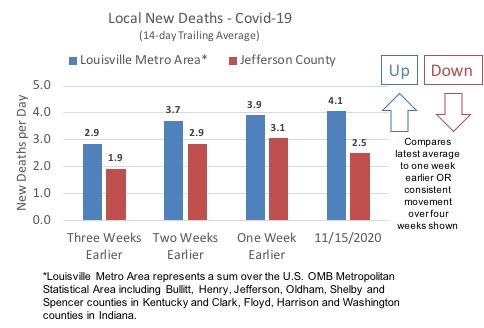 Local New Deaths - Covid-19
(14-day Trailing Average)
Louisville Metro Area* Jefferson County
Up Down
New Deaths per Day
5.0
4.0
3.0
2.0
1.0
0.0
2.9
1.9
3.7
2.9
3.9
3.1
4.1
2.5
Three Weeks
Earlier
Two Weeks
Earlier
One Week
Earlier
11/15/2020
Compares
latest average
to one week
earlier OR
consistent
movement
over four
weeks shown
*Louisville Metro Area represents a sum over the U.S. OMB Metropolitan
Statistical Area including Bullitt, Henry, Jefferson, Oldham, Shelby and
Spencer counties in Kentucky and Clark, Floyd, Harrison and Washington
counties in Indiana.